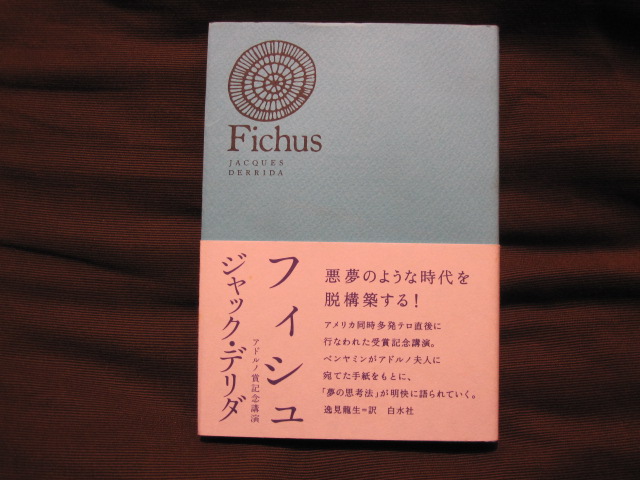 Fichus
JACQUES
DERRIDA
フィシュ
ジャック・デリダ
アドルノ賞記念講演
悪夢のような時代を
脱構築する！
アメリカ同時多発テロ直後に
行なわれた受賞記念講演。
ベンヤミンがアドルノ夫人に
宛てた手紙をもとに、
「夢の思考法」が明快に語られていく。
逸見龍生=訳 白水社